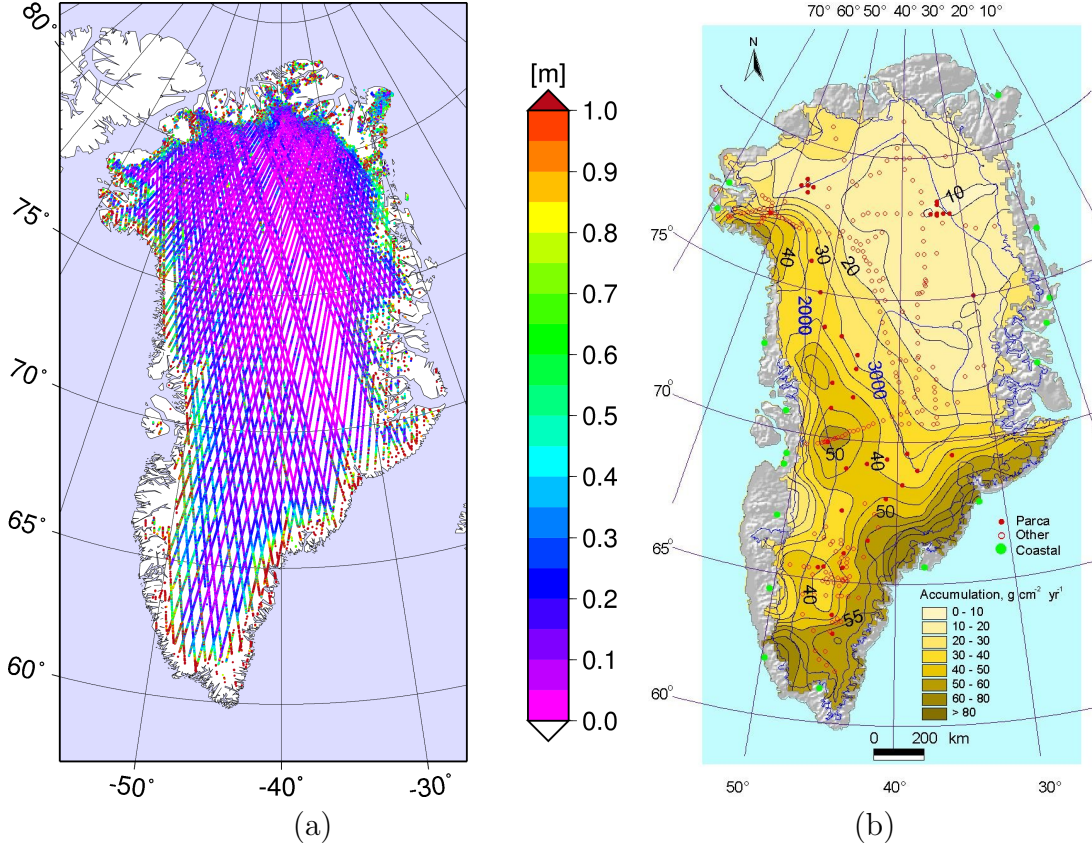 80°
75°
70°
65°
60°
-50°
-40°
-30°
(a)
[m]
1.0
0.9
0.8
0.7
0.6
0.5
0.4
0.3
0.2
0.1
0.0
70° 60° 50° 40° 30° 20° 10°
N
75°
70°
65°
60°
10
40
30
20
2000
3000
50
40
50
40
55
Parca
Other
Coastal
Accumulation, g cm⁻² yr⁻¹
0 - 10
10 - 20
20 - 30
30 - 40
40 - 50
50 - 60
60 - 80
> 80
0 200 km
50°
40°
30°
(b)